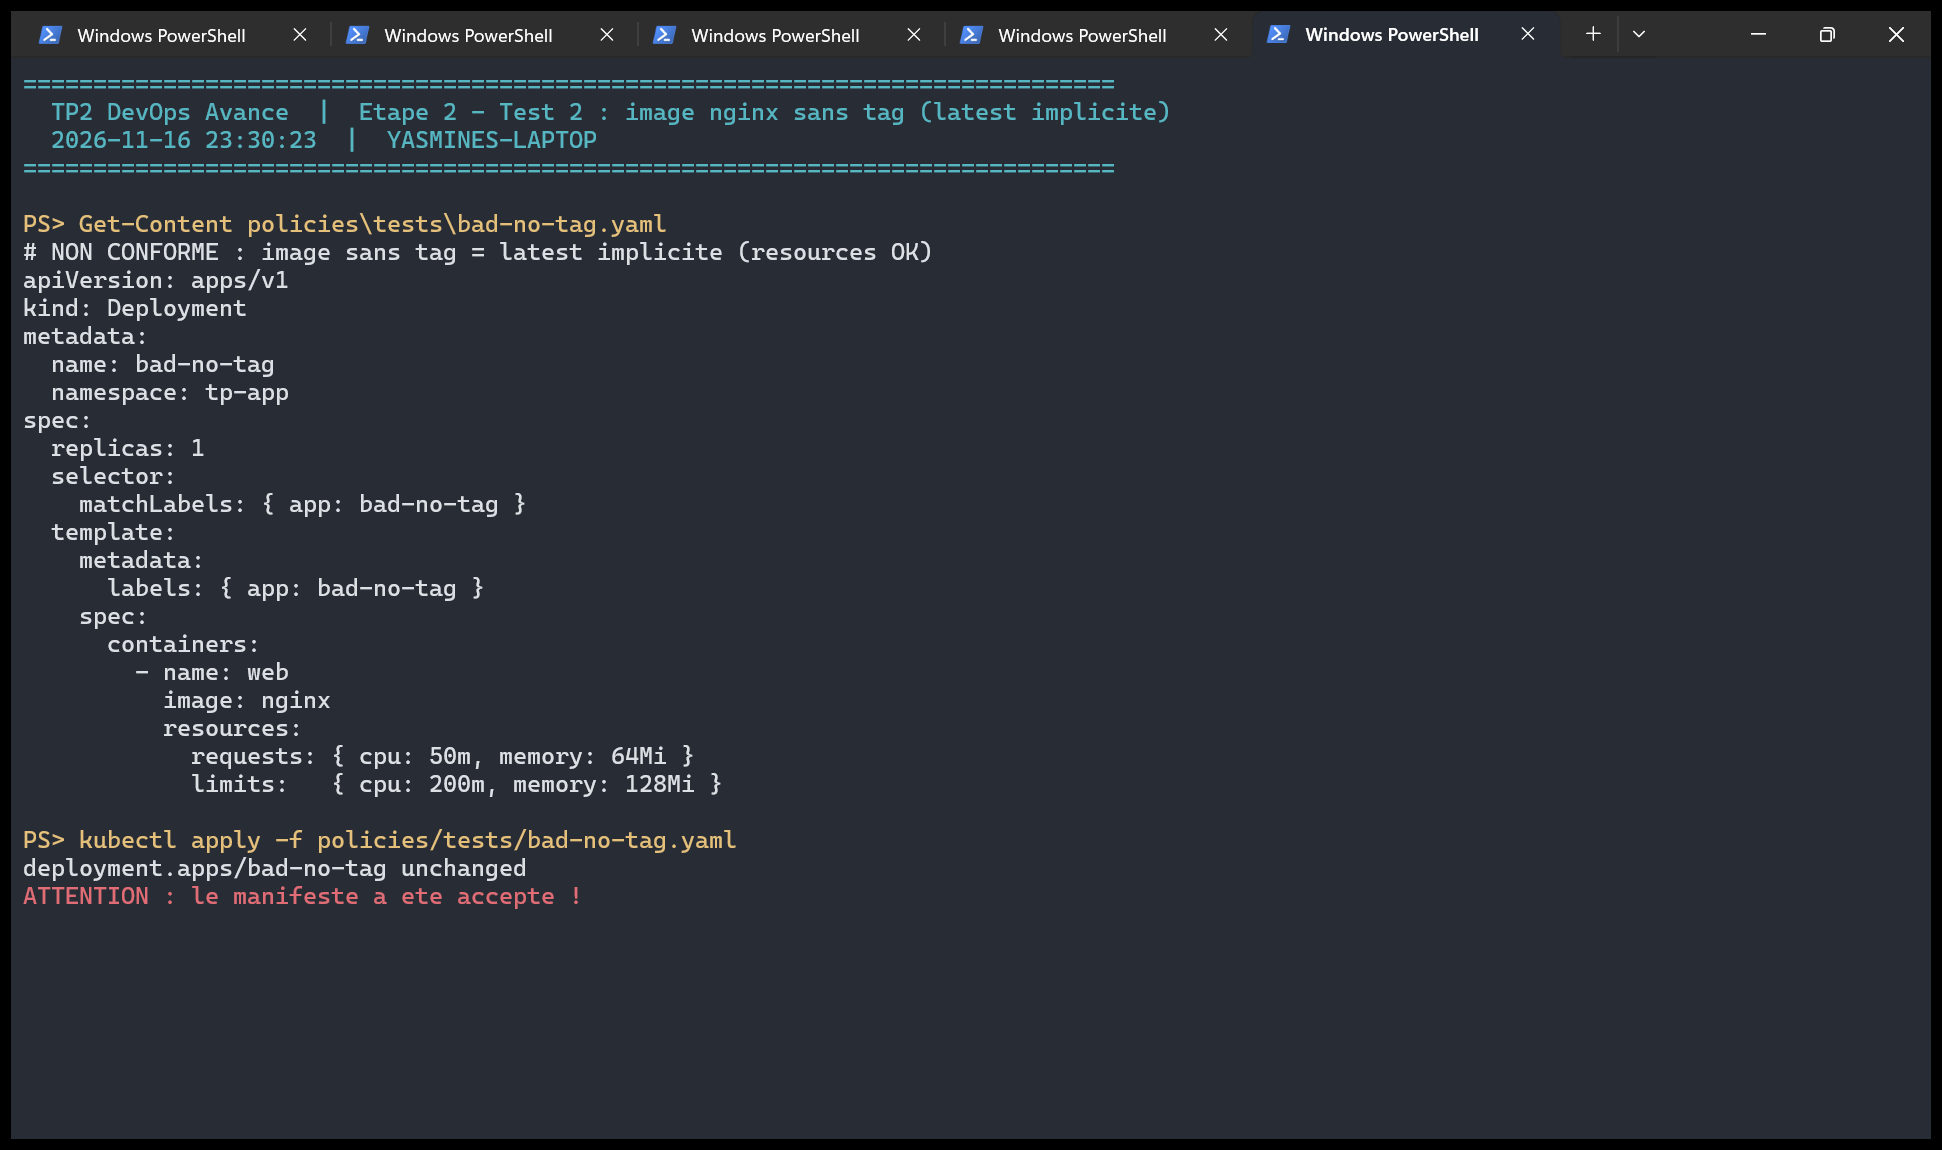 Windows PowerShell
Windows PowerShell
Windows PowerShell
Windows PowerShell
Windows PowerShell
==============================================================================
  TP2 DevOps Avance  |  Etape 2 - Test 2 : image nginx sans tag (latest implicite)
  2026-11-16 23:30:23  |  YASMINES-LAPTOP
==============================================================================
PS> Get-Content policies\tests\bad-no-tag.yaml
# NON CONFORME : image sans tag = latest implicite (resources OK)
apiVersion: apps/v1
kind: Deployment
metadata:
  name: bad-no-tag
  namespace: tp-app
spec:
  replicas: 1
  selector:
    matchLabels: { app: bad-no-tag }
  template:
    metadata:
      labels: { app: bad-no-tag }
    spec:
      containers:
        - name: web
          image: nginx
          resources:
            requests: { cpu: 50m, memory: 64Mi }
            limits:   { cpu: 200m, memory: 128Mi }
PS> kubectl apply -f policies/tests/bad-no-tag.yaml
deployment.apps/bad-no-tag unchanged
ATTENTION : le manifeste a ete accepte !